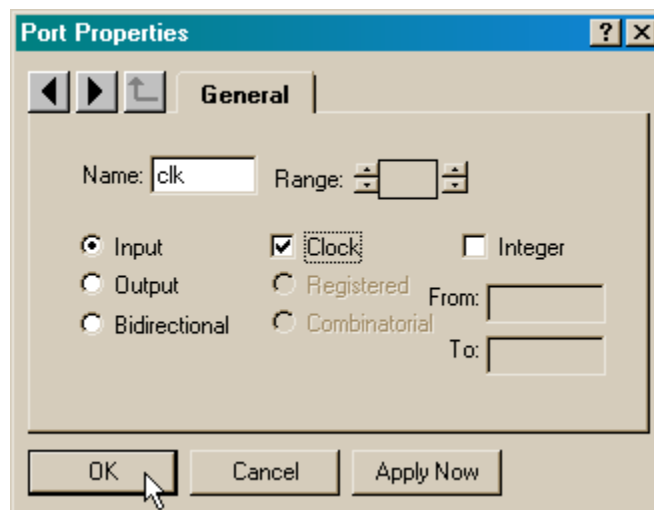 Port Properties
General
Name: clk Range:
Input Clock Integer
Output Registered From:
Bidirectional Combinatorial
To:
OK Cancel Apply Now